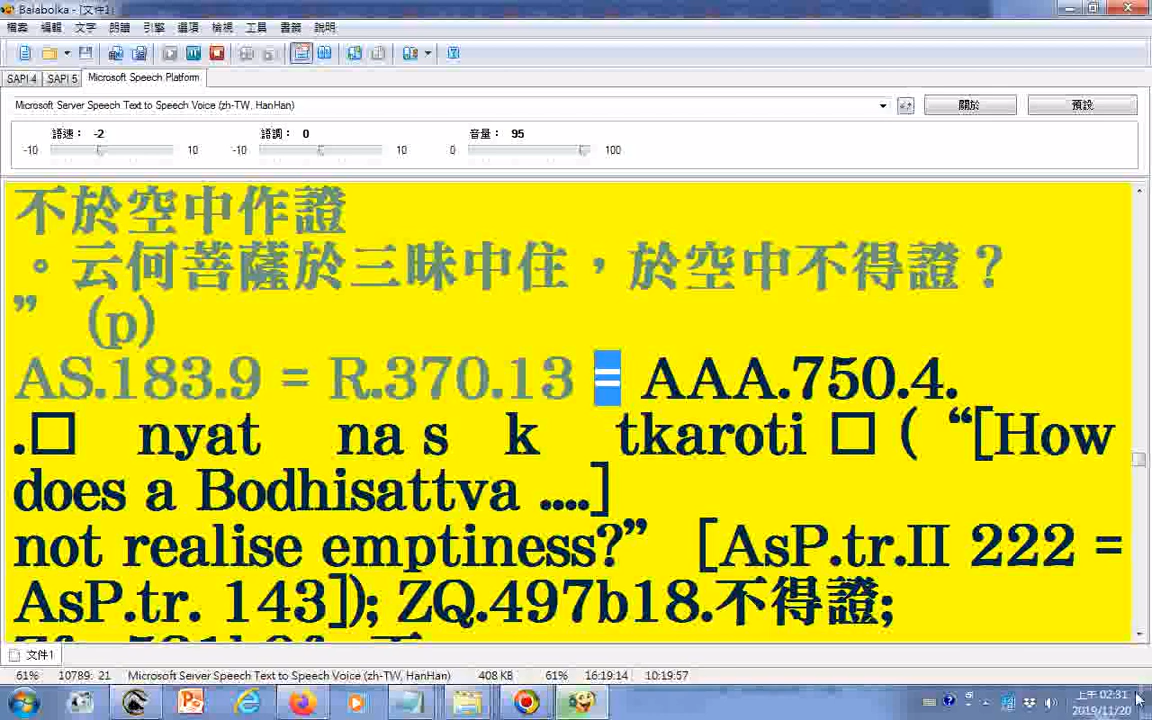 Balabolka - [文件1]
檔案 編輯 文字 朗讀 引擎 選項 檢視 工具 書籤 說明
SAPI 4 SAPI 5 Microsoft Speech Platform
Microsoft Server Speech Text to Speech Voice (zh-TW, HanHan) 關於 預設
語速： -2 語調： 0 音量： 95
-10 10 -10 10 0 100
不於空中作證
。云何菩薩於三昧中住，於空中不得證？
” (p)
AS.183.9 = R.370.13 = AAA.750.4.
.□ nyat na s k tkaroti □ ( “[How
does a Bodhisattva ....]
not realise emptiness?” [AsP.tr.II 222 =
AsP.tr. 143]); ZQ.497b18.不得證;
文件1
61% 10789: 21 Microsoft Server Speech Text to Speech Voice (zh-TW, HanHan) 408 KB 61% 16:19:14 10:19:57
上午 02:31
2019/11/20